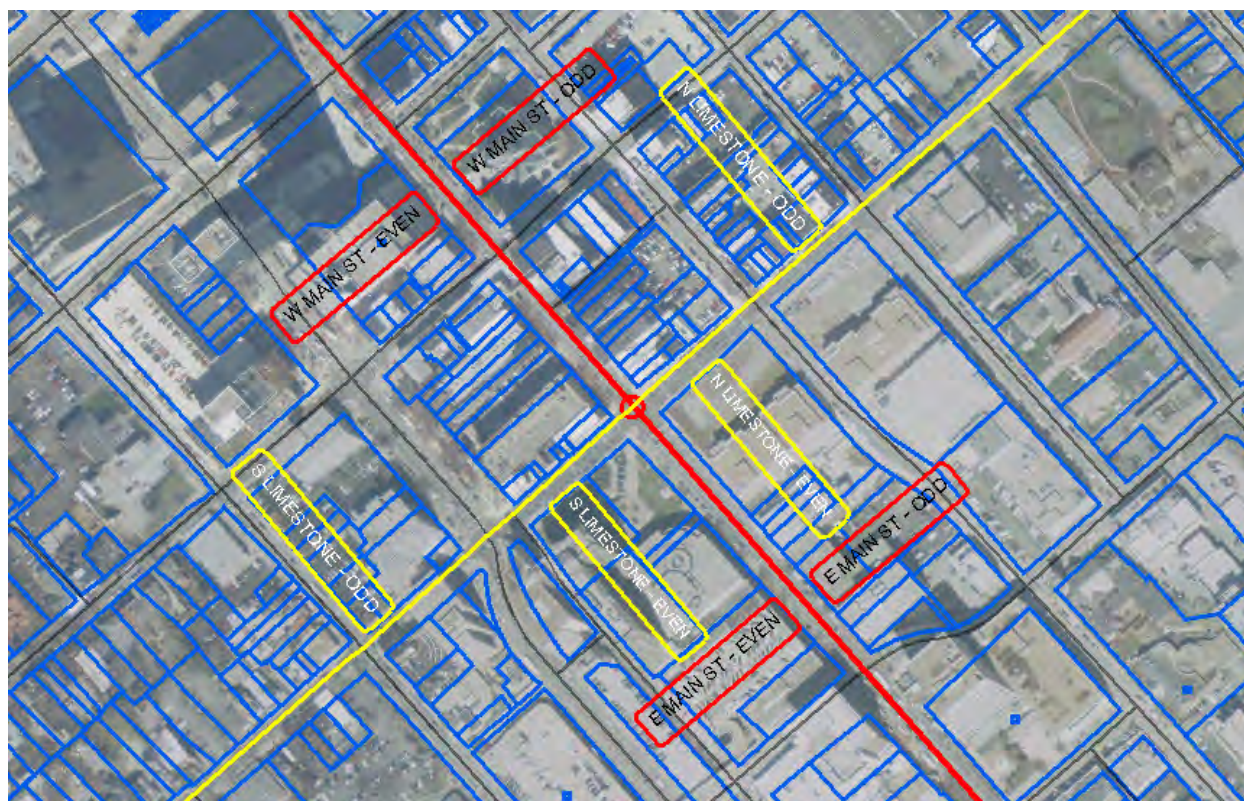 W MAIN ST - ODD
N LIMESTONE - ODD
W MAIN ST - EVEN
N LIMESTONE - EVEN
S LIMESTONE - ODD
S LIMESTONE - EVEN
E MAIN ST - ODD
E MAIN ST - EVEN